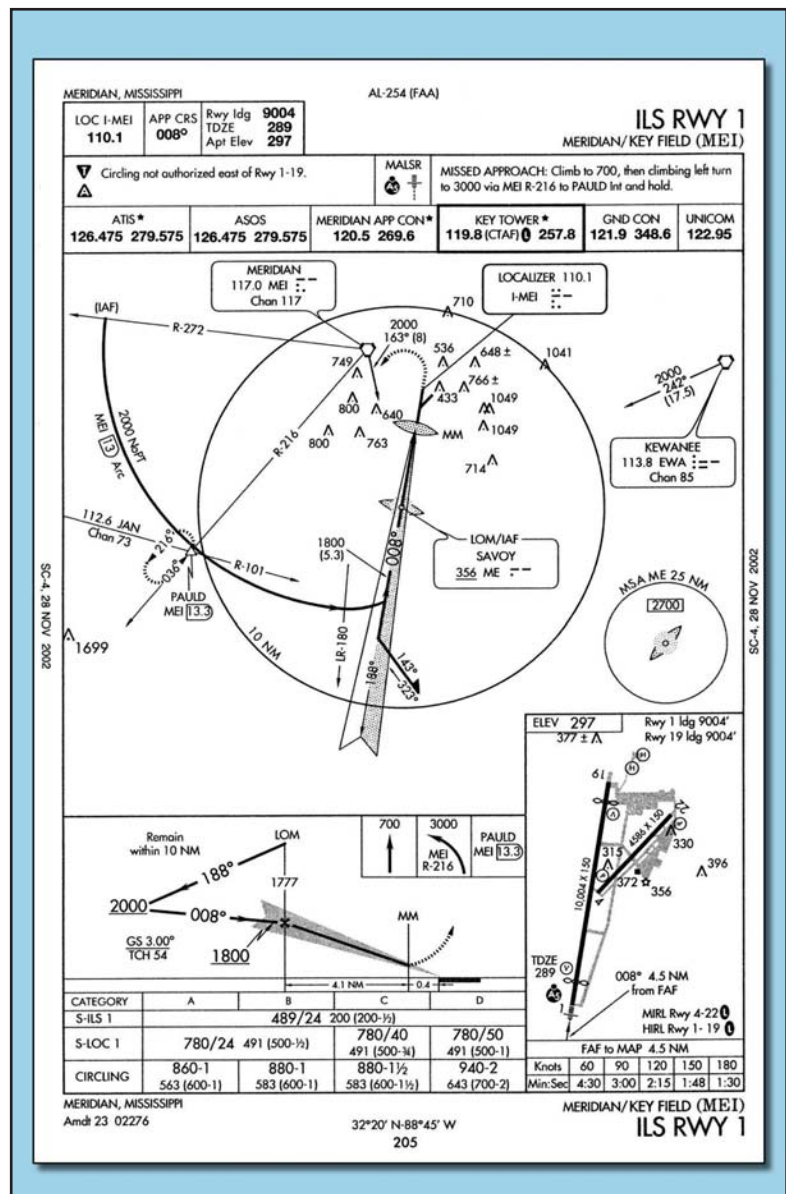 MERIDIAN, MISSISSIPPI
AL-254 (FAA)
LOC I-MEI
110.1
APP CRS
008°
Rwy ldg 9004
TDZE 289
Apt Elev 297
ILS RWY 1
MERIDIAN/KEY FIELD (MEI)
T
A
Circling not authorized east of Rwy 1-19.
MALSR
A5
MISSED APPROACH: Climb to 700, then climbing left turn
to 3000 via MEI R-216 to PAULD Int and hold.
ATIS*
126.475 279.575
ASOS
126.475 279.575
MERIDIAN APP CON*
120.5 269.6
KEY TOWER*
119.8 (CTAF) L 257.8
GND CON
121.9 348.6
UNICOM
122.95
MERIDIAN
117.0 MEI
Chan 117
LOCALIZER 110.1
I-MEI
(IAF)
R-272
710
2000
163° (8)
536
648 ±
1041
749
433
766 ±
2000
242°
(17.5)
800
640
1049
1049
800
763
MM
714
KEWANEE
113.8 EWA
Chan 85
2000 NoPT
MEI 13 Arc
R-216
112.6 JAN
Chan 73
216°
036°
R-101
PAULD
MEI 13.3
1800
(5.3)
008°
LOM/IAF
SAVOY
356 ME
LR-180
188°
143°
323°
10 NM
1699
MSA ME 25 NM
2700
SC-4, 28 NOV 2002
SC-4, 28 NOV 2002
ELEV 297
Rwy 1 ldg 9004'
Rwy 19 ldg 9004'
377 ±
H
H
19
22
V
4586 X 150
10,004 X 150
315
330
372
356
396
4
TDZE
289
V
A5
1
008° 4.5 NM
from FAF
MIRL Rwy 4-22 L
HIRL Rwy 1-19 L
Remain
within 10 NM
LOM
700
3000
MEI
R-216
PAULD
MEI 13.3
188°
1777
2000
008°
MM
GS 3.00°
TCH 54
1800
4.1 NM
0.4
CATEGORY A B C D
S-ILS 1 489/24 200 (200-½)
S-LOC 1 780/24 491 (500-½) 780/40 491 (500-¾) 780/50 491 (500-1)
CIRCLING 860-1 563 (600-1) 880-1 583 (600-1) 880-1½ 583 (600-1½) 940-2 643 (700-2)
FAF to MAP 4.5 NM
Knots 60 90 120 150 180
Min:Sec 4:30 3:00 2:15 1:48 1:30
MERIDIAN, MISSISSIPPI
Amdt 23 02276
32°20' N-88°45' W
205
MERIDIAN/KEY FIELD (MEI)
ILS RWY 1